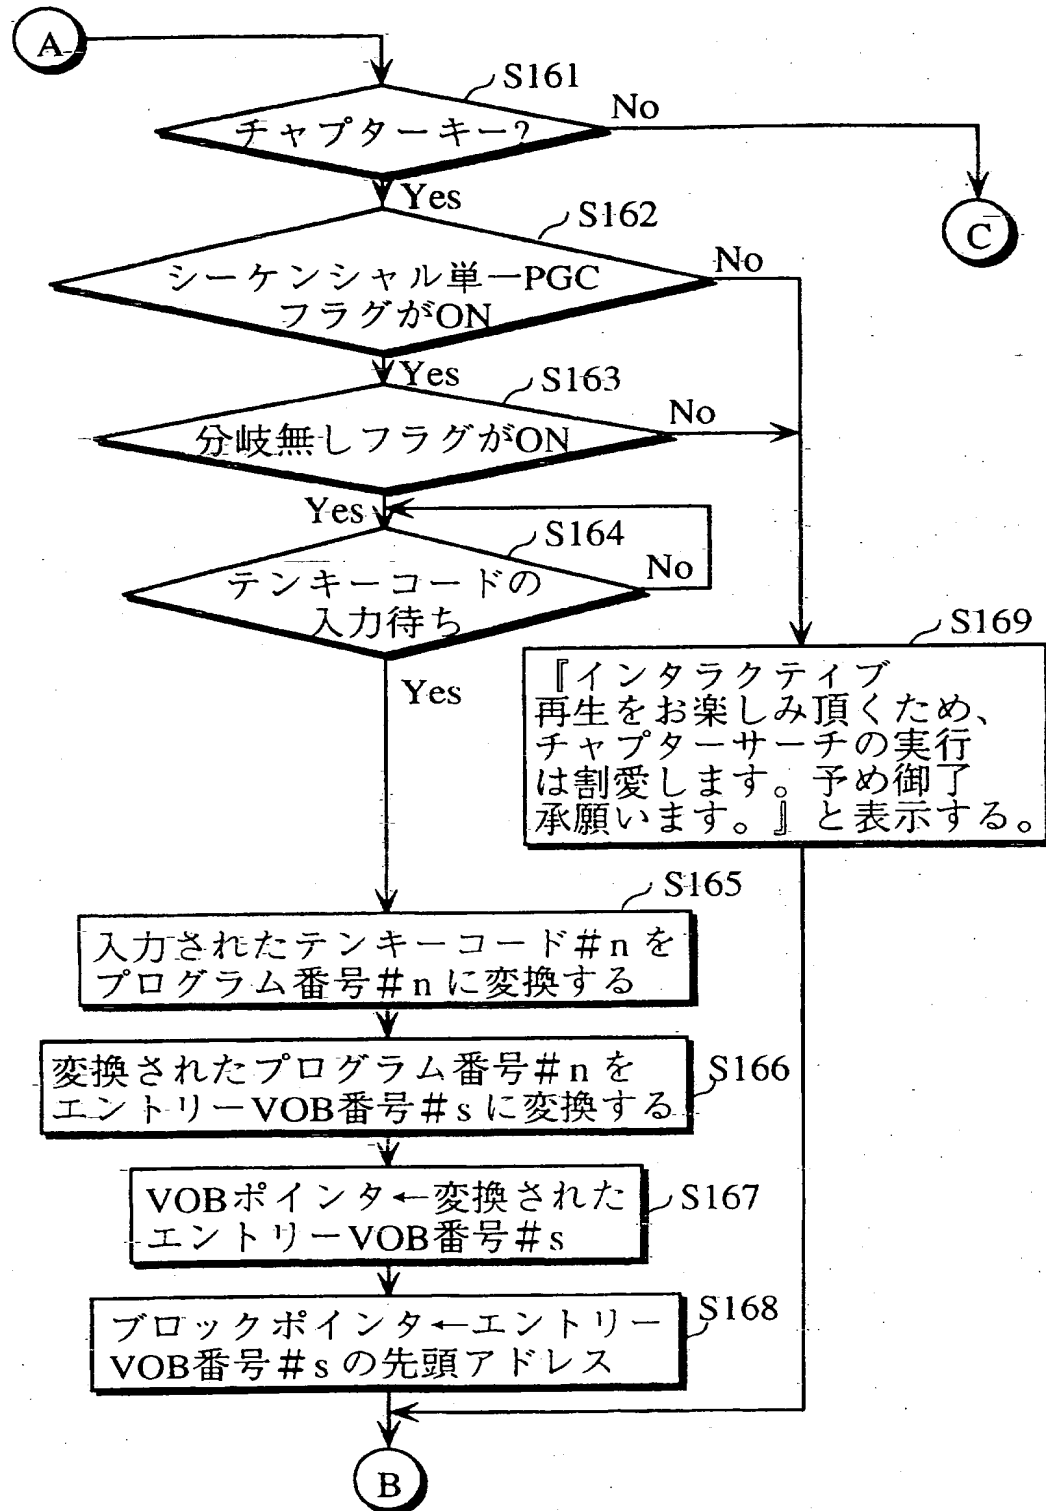 A
S161
チャプターキー?
No
Yes
C
S162
シーケンシャル単一PGC
フラグがON
No
Yes
S163
分岐無しフラグがON
No
Yes
S164
テンキーコードの
入力待ち
No
Yes
S169
『インタラクティブ
再生をお楽しみ頂くため、
チャプターサーチの実行
は割愛します。予め御了
承願います。』と表示する。
S165
入力されたテンキーコード#nを
プログラム番号#nに変換する
変換されたプログラム番号#nを
エントリーVOB番号#sに変換する
S166
VOBポインタ←変換された
エントリーVOB番号#s
S167
ブロックポインタ←エントリー
VOB番号#sの先頭アドレス
S168
B